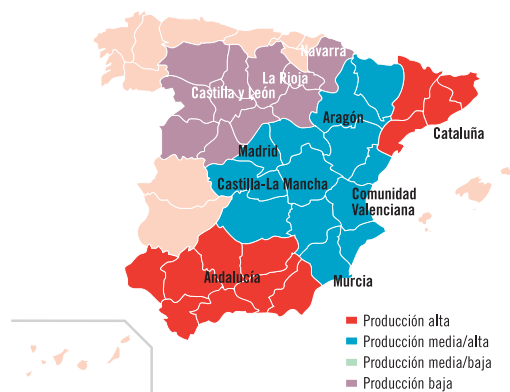 Navarra
La Rioja
Castilla y León
Aragón
Cataluña
Madrid
Castilla-La Mancha
Comunidad
Valenciana
Andalucía
Murcia
Producción alta
Producción media/alta
Producción media/baja
Producción baja